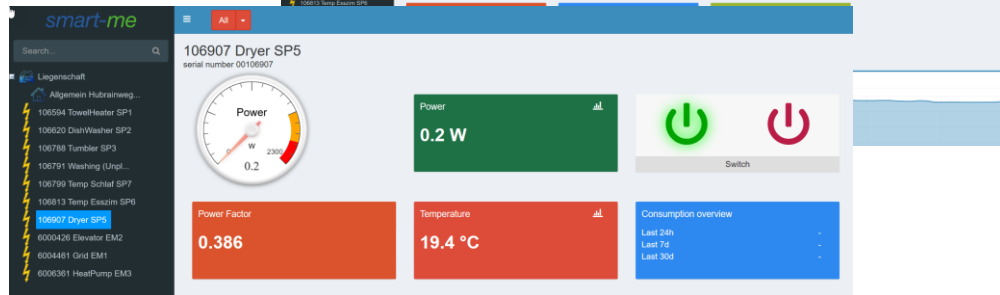 106813 Temp Esszim SP6
smart-me
All
Search...
106907 Dryer SP5
serial number 00106907
Liegenschaft
Allgemein Hubrainweg...
106594 TowelHeater SP1
106620 DishWasher SP2
106788 Tumbler SP3
106791 Washing (Unpl...
106799 Temp Schlaf SP7
106813 Temp Esszim SP6
106907 Dryer SP5
6000426 Elevator EM2
6004461 Grid EM1
6006361 HeatPump EM3
Power
W
0
2300
0.2
Power
0.2 W
Switch
Power Factor
0.386
Temperature
19.4 °C
Consumption overview
Last 24h -
Last 7d -
Last 30d -